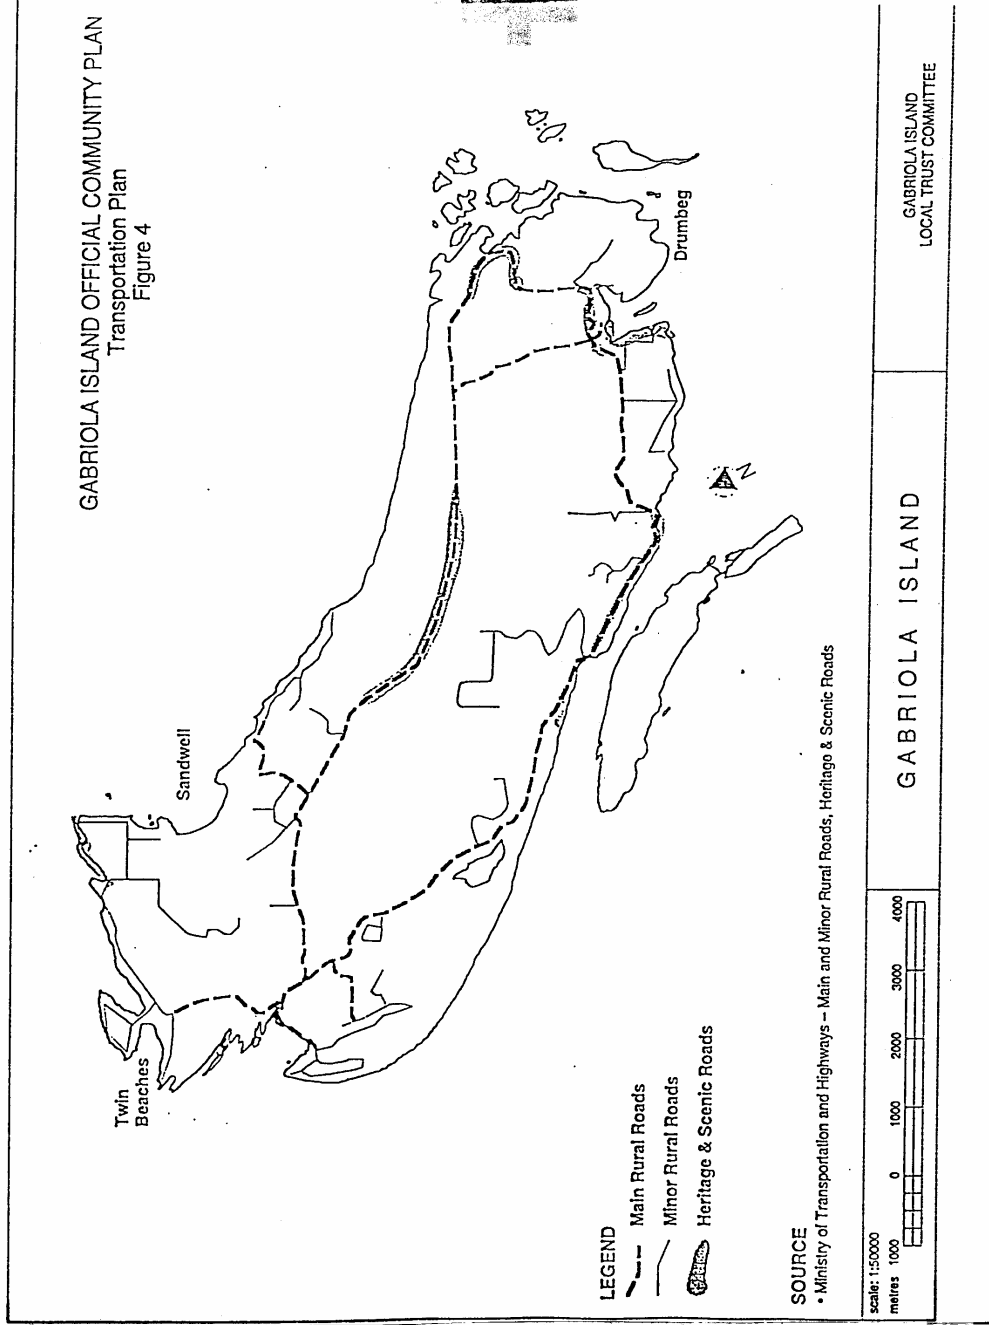 GABRIOLA ISLAND OFFICIAL COMMUNITY PLAN
Transportation Plan
Figure 4
Sandwell
Twin
Beaches
Drumbeg
N
LEGEND
Main Rural Roads
Minor Rural Roads
Heritage & Scenic Roads
SOURCE
• Ministry of Transportation and Highways – Main and Minor Rural Roads, Heritage & Scenic Roads
scale: 1:50000
metres 1000 0 1000 2000 3000 4000
GABRIOLA ISLAND
GABRIOLA ISLAND
LOCAL TRUST COMMITTEE